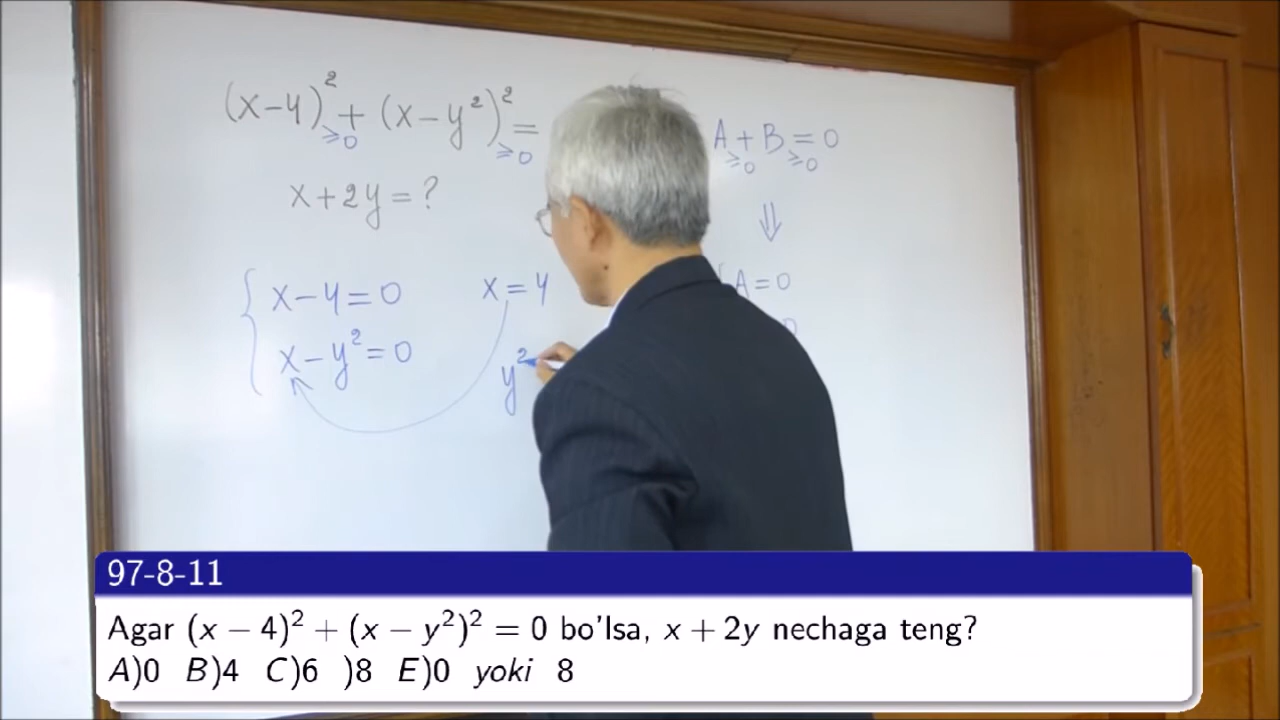 (x-4)² + (x-y²)² =
≥0 ≥0
x+2y=?
A+B=0
≥0 ≥0
⇓
{ x-4=0
x-y²=0
x=4
y²
A=0
0
97-8-11
Agar (x − 4)² + (x − y²)² = 0 bo'lsa, x + 2y nechaga teng?
A)0 B)4 C)6 )8 E)0 yoki 8